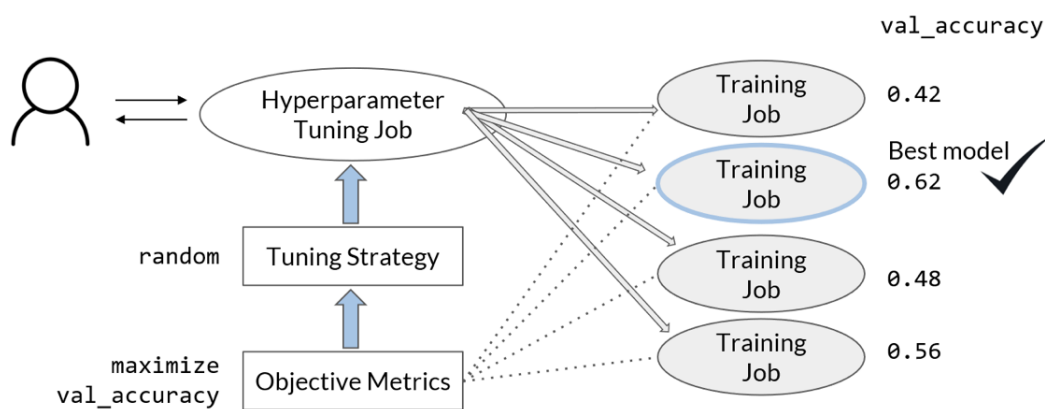 val_accuracy
Hyperparameter
Tuning Job
Training
Job
0.42
Best model
Training
Job
0.62
random
Tuning Strategy
Training
Job
0.48
maximize
val_accuracy
Objective Metrics
Training
Job
0.56